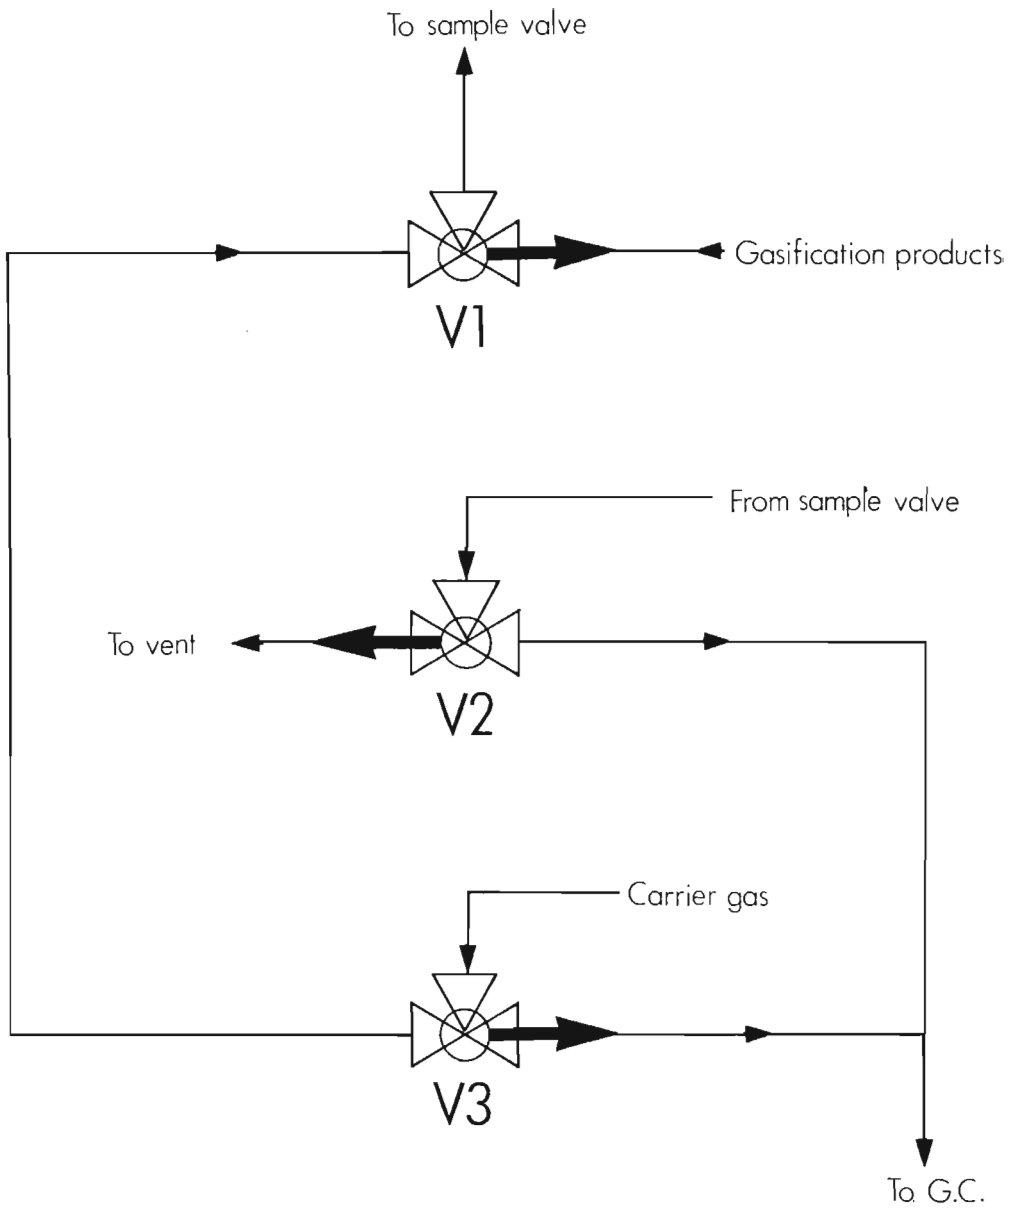 To sample valve
Gasification products
V1
From sample valve
To vent
V2
Carrier gas
V3
To G.C.